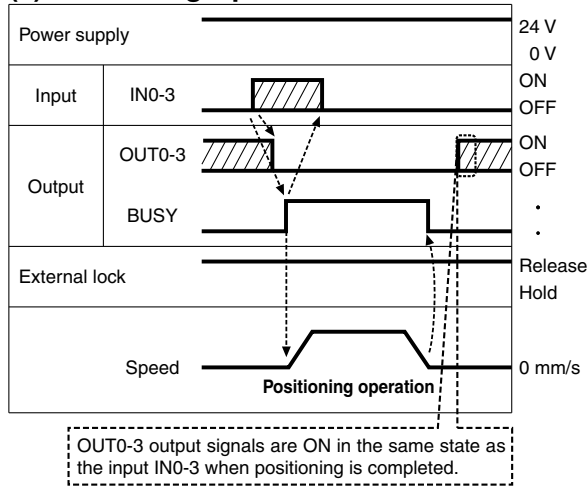 Power supply
24 V
0 V
Input
IN0-3
ON
OFF
Output
OUT0-3
ON
OFF
BUSY
External lock
Release
Hold
Speed
0 mm/s
Positioning operation
OUT0-3 output signals are ON in the same state as
the input IN0-3 when positioning is completed.